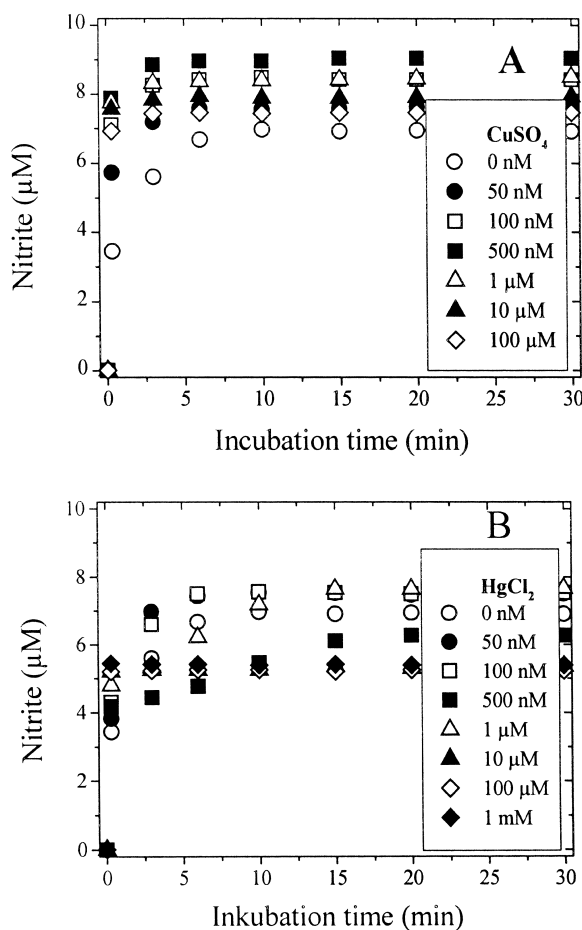 10
8
6
4
2
0
Nitrite (μM)
A
CuSO4
0 nM
50 nM
100 nM
500 nM
1 μM
10 μM
100 μM
0 5 10 15 20 25 30
Incubation time (min)
10
8
6
4
2
0
Nitrite (μM)
B
HgCl2
0 nM
50 nM
100 nM
500 nM
1 μM
10 μM
100 μM
1 mM
0 5 10 15 20 25 30
Inkubation time (min)